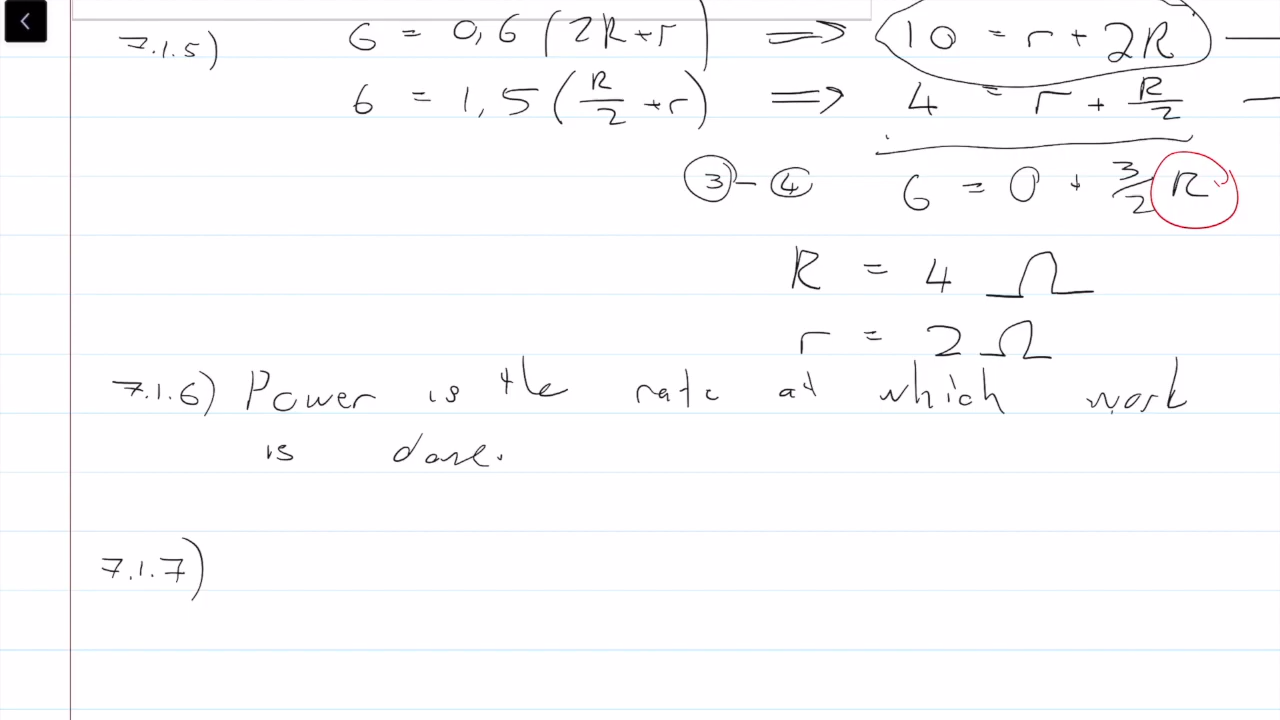 7.1.5) 6 = 0,6 (2R+r) ⟹ 10 = r + 2R —
6 = 1,5 (R/2 + r) ⟹ 4 = r + R/2 —
③ - ④ 6 = 0 + 3/2 R
R = 4 Ω
r = 2 Ω
7.1.6) Power is the rate at which work
is done.
7.1.7)